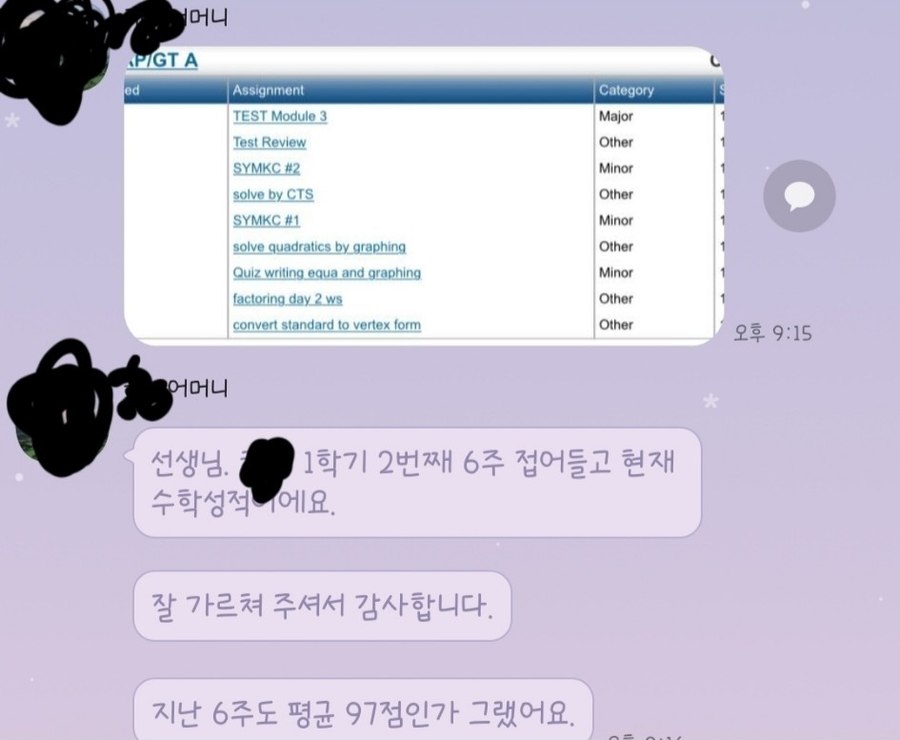 어머니
AP/GT A
ed Assignment Category
TEST Module 3 Major
Test Review Other
SYMKC #2 Minor
solve by CTS Other
SYMKC #1 Minor
solve quadratics by graphing Other
Quiz writing equa and graphing Minor
factoring day 2 ws Other
convert standard to vertex form Other
오후 9:15
어머니
선생님. 1학기 2번째 6주 접어들고 현재
수학성적이에요.
잘 가르쳐 주셔서 감사합니다.
지난 6주도 평균 97점인가 그랬어요.